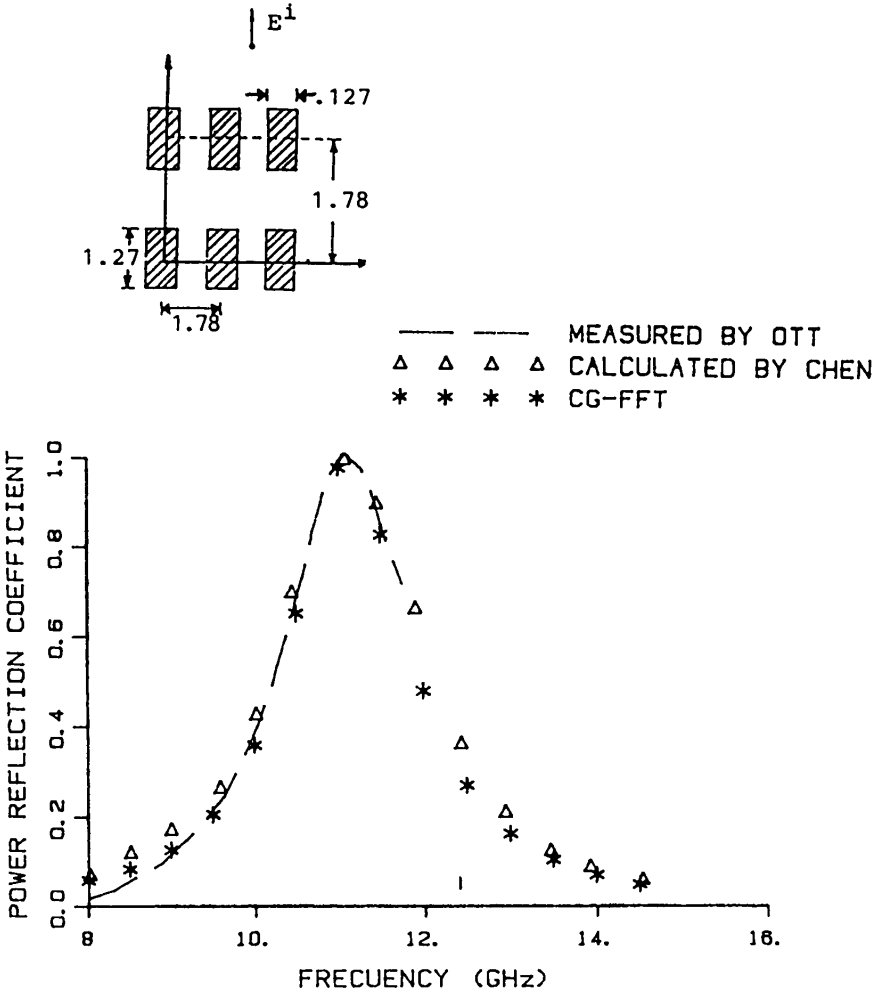 E^i
.127
1.78
1.27
1.78
MEASURED BY OTT
CALCULATED BY CHEN
CG-FFT
POWER REFLECTION COEFFICIENT
1.0
0.8
0.6
0.4
0.2
0.0
8 10. 12. 14. 16.
FRECUENCY (GHz)